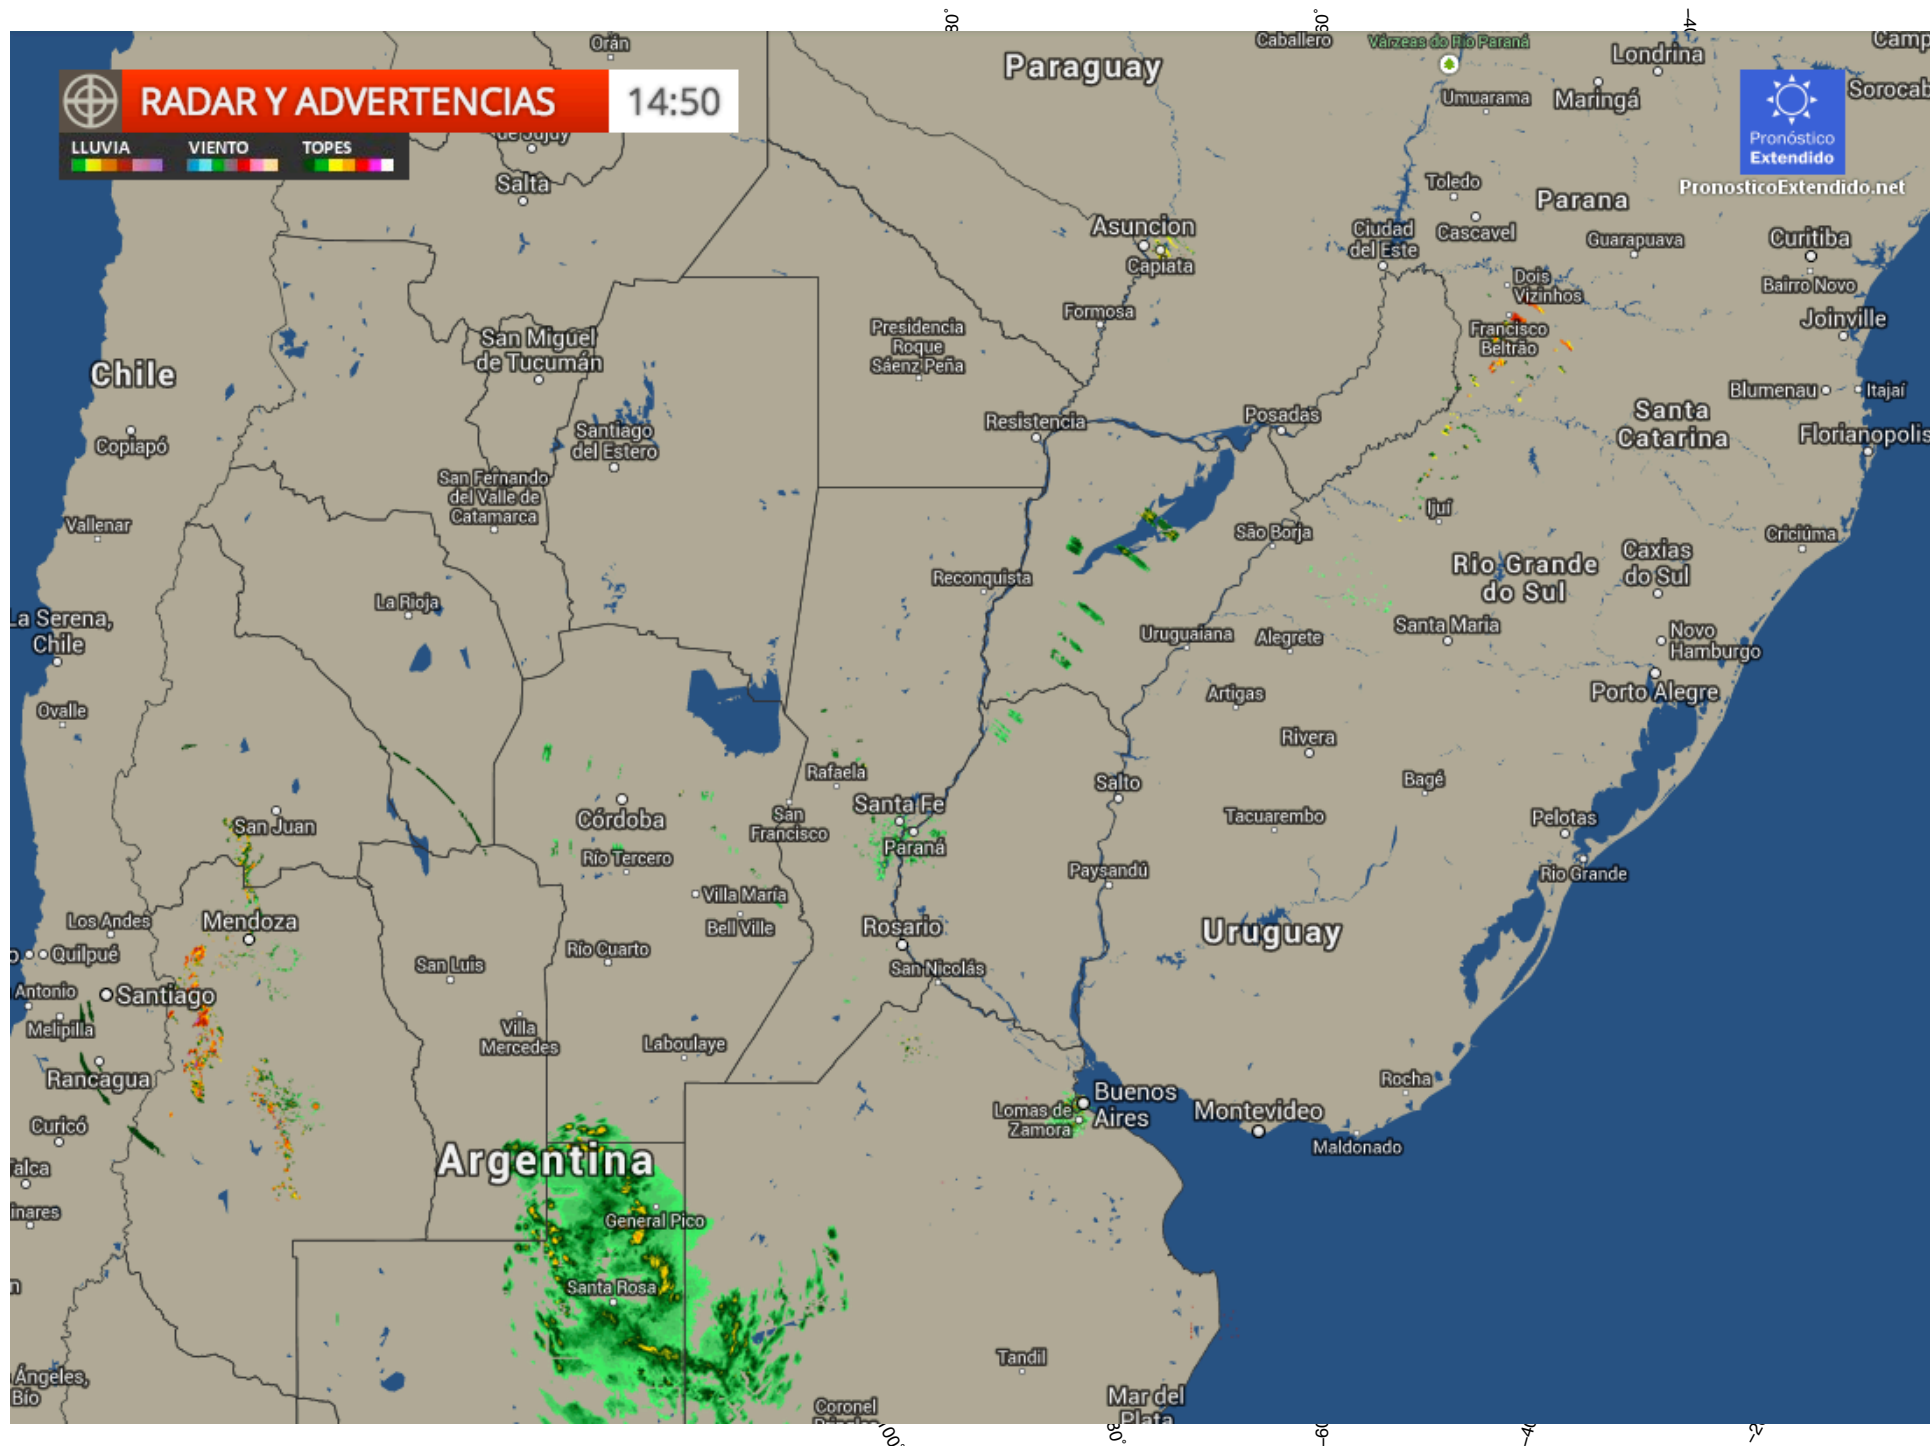 80°
60°
Orán
Paraguay
Caballero
Várzeas do Rio Paraná
Londrina
RADAR Y ADVERTENCIAS
14:50
Umuarama
Maringá
LLUVIA
VIENTO
TOPES
de Jujuy
Pronóstico
Extendido
PronosticoExtendido.net
Salta
Toledo
Parana
Asuncion
Ciudad
del Este
Cascavel
Guarapuava
Curitiba
Capiata
Dois
Vizinhos
Bairro Novo
Formosa
Joinville
San Miguel
de Tucumán
Presidencia
Roque
Sáenz Peña
Francisco
Beltrão
Chile
Blumenau
Itajaí
Copiapó
Santiago
del Estero
Resistencia
Posadas
Santa
Catarina
Florianopolis
San Fernando
del Valle de
Catamarca
Vallenar
Ijuí
São Borja
Criciúma
Reconquista
Rio Grande
do Sul
Caxias
do Sul
La Rioja
La Serena,
Chile
Uruguaiana
Alegrete
Santa Maria
Novo
Hamburgo
Ovalle
Artigas
Porto Alegre
Rivera
Rafaela
Salto
Bagé
San Juan
Córdoba
San
Francisco
Santa Fe
Tacuarembo
Pelotas
Paraná
Río Tercero
Paysandú
Rio Grande
Villa María
Los Andes
Mendoza
Bell Ville
Rosario
Uruguay
Quilpué
Río Cuarto
San Luis
San Nicolás
Antonio
Santiago
Melipilla
Villa
Mercedes
Laboulaye
Rancagua
Rocha
Buenos
Aires
Lomas de
Zamora
Montevideo
Curicó
Maldonado
Argentina
General Pico
Santa Rosa
Tandil
Ángeles,
Bío
Coronel
Mar del
Plata